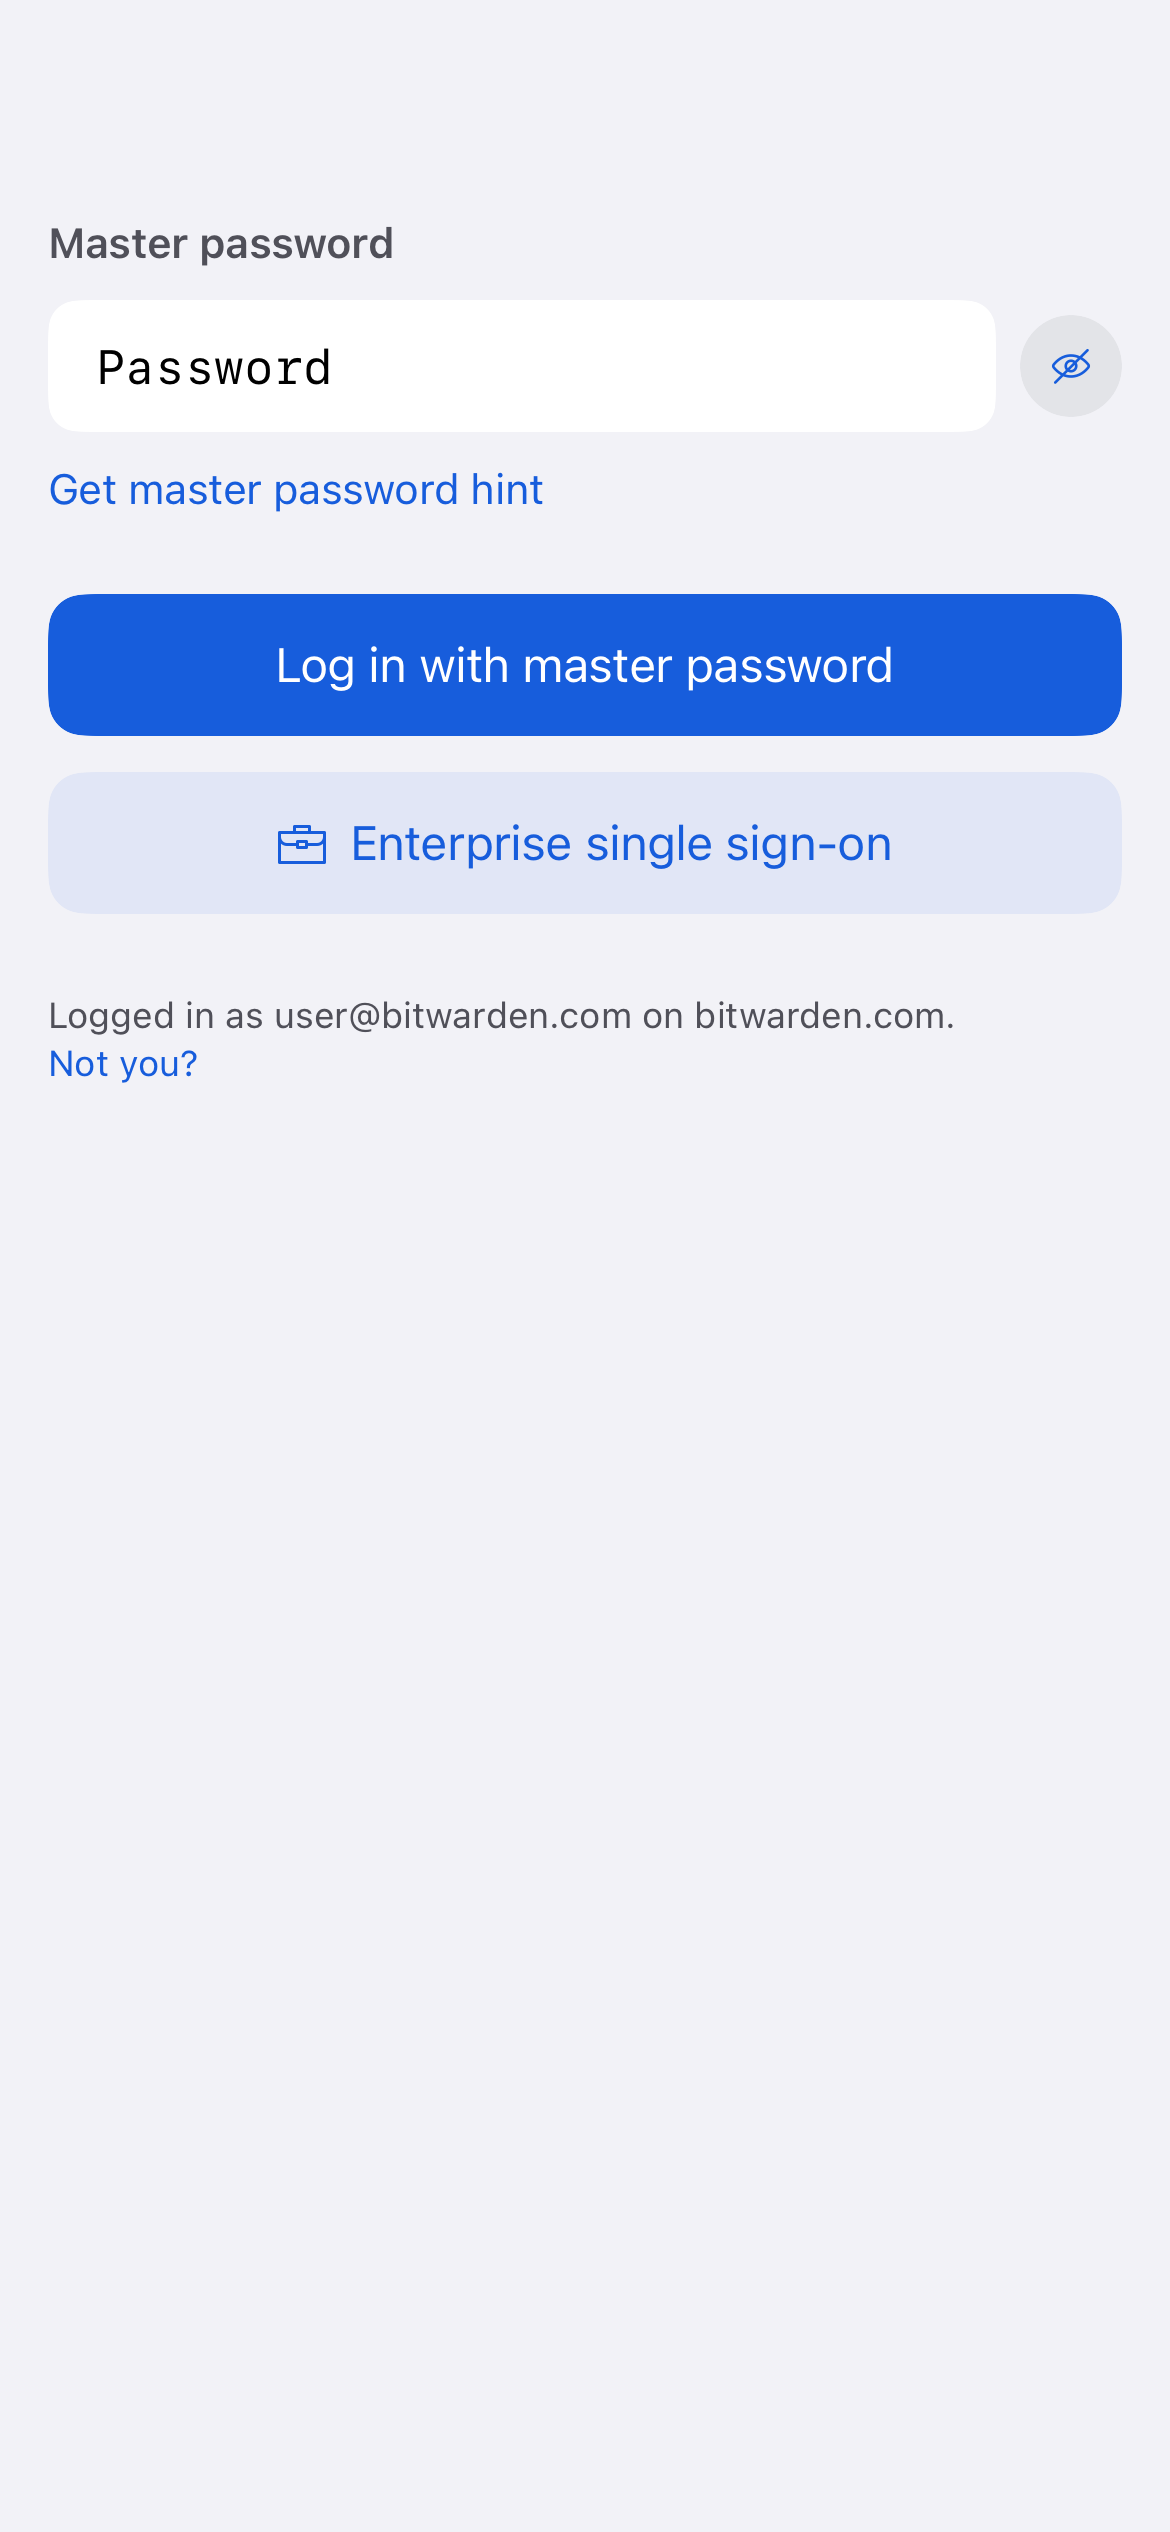 Master password
Password
Get master password hint
Log in with master password
Enterprise single sign-on
Logged in as user@bitwarden.com on bitwarden.com.
Not you?